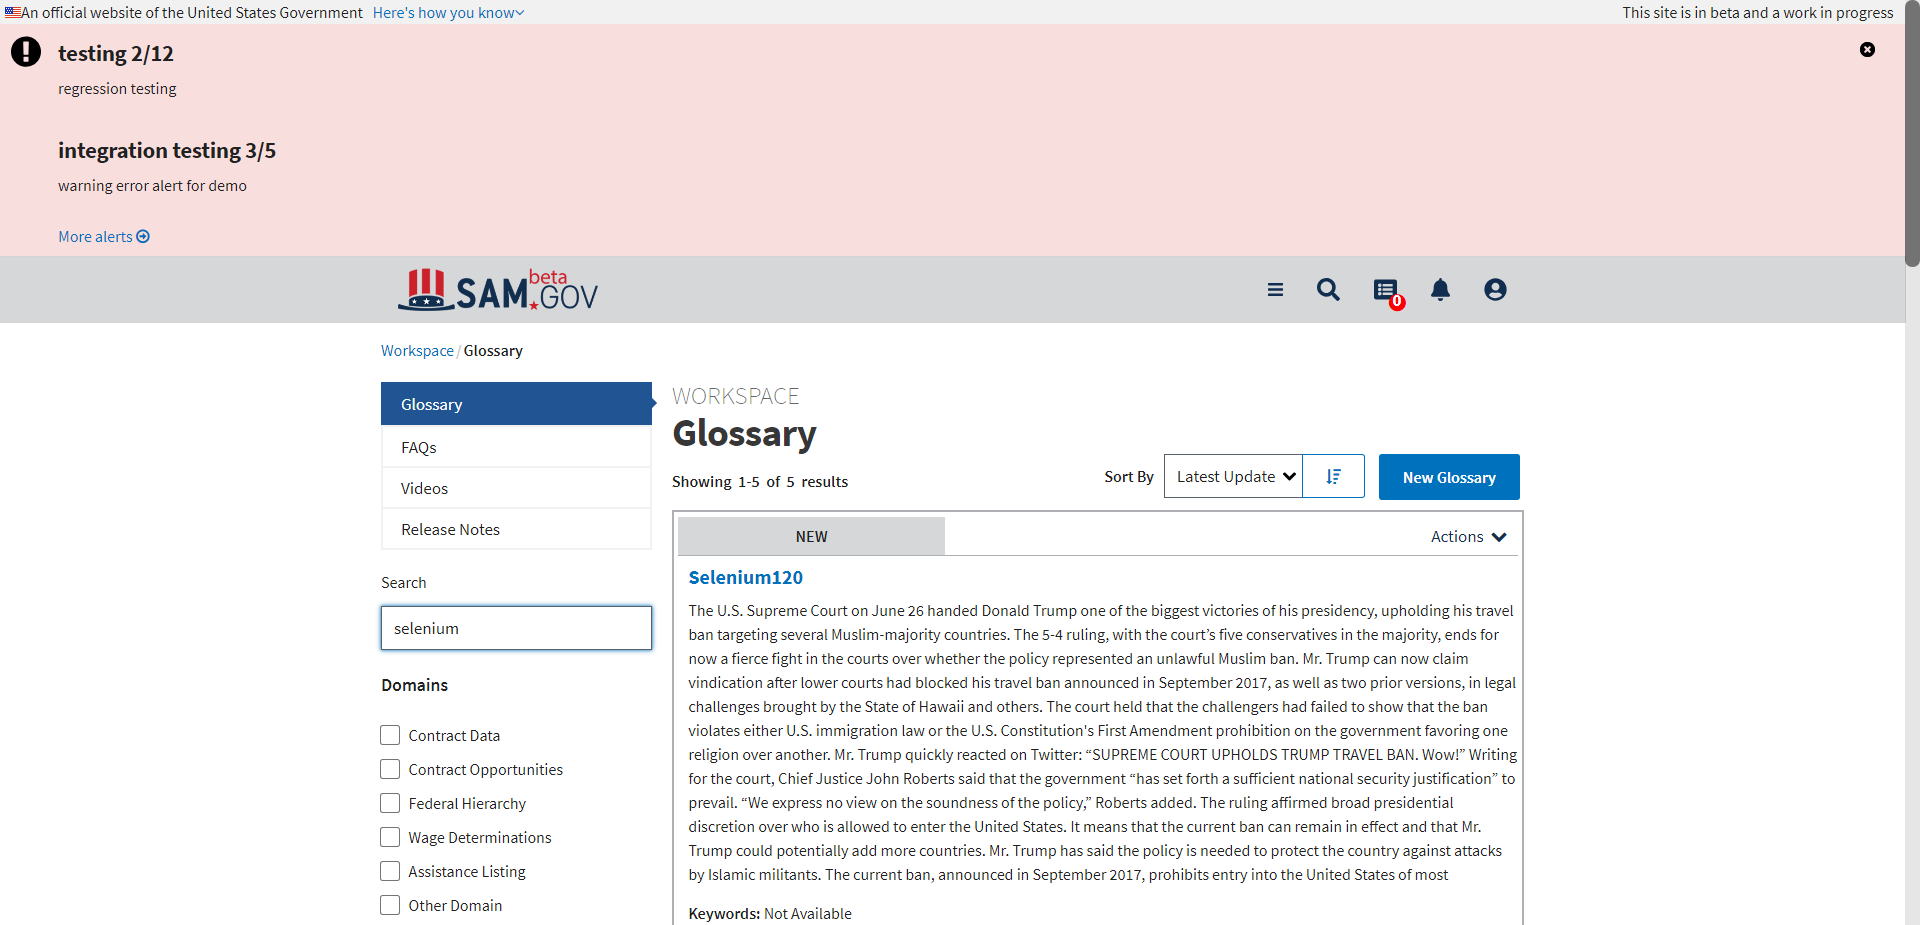 An official website of the United States Government Here's how you know
This site is in beta and a work in progress
testing 2/12
regression testing
integration testing 3/5
warning error alert for demo
More alerts
SAM.GOV beta
0
Workspace / Glossary
Glossary
FAQs
Videos
Release Notes
Search
selenium
Domains
Contract Data
Contract Opportunities
Federal Hierarchy
Wage Determinations
Assistance Listing
Other Domain
WORKSPACE
Glossary
Showing 1-5 of 5 results
Sort By Latest Update
New Glossary
NEW
Actions
Selenium120
The U.S. Supreme Court on June 26 handed Donald Trump one of the biggest victories of his presidency, upholding his travel
ban targeting several Muslim-majority countries. The 5-4 ruling, with the court’s five conservatives in the majority, ends for
now a fierce fight in the courts over whether the policy represented an unlawful Muslim ban. Mr. Trump can now claim
vindication after lower courts had blocked his travel ban announced in September 2017, as well as two prior versions, in legal
challenges brought by the State of Hawaii and others. The court held that the challengers had failed to show that the ban
violates either U.S. immigration law or the U.S. Constitution's First Amendment prohibition on the government favoring one
religion over another. Mr. Trump quickly reacted on Twitter: “SUPREME COURT UPHOLDS TRUMP TRAVEL BAN. Wow!” Writing
for the court, Chief Justice John Roberts said that the government “has set forth a sufficient national security justification” to
prevail. “We express no view on the soundness of the policy,” Roberts added. The ruling affirmed broad presidential
discretion over who is allowed to enter the United States. It means that the current ban can remain in effect and that Mr.
Trump could potentially add more countries. Mr. Trump has said the policy is needed to protect the country against attacks
by Islamic militants. The current ban, announced in September 2017, prohibits entry into the United States of most
Keywords: Not Available